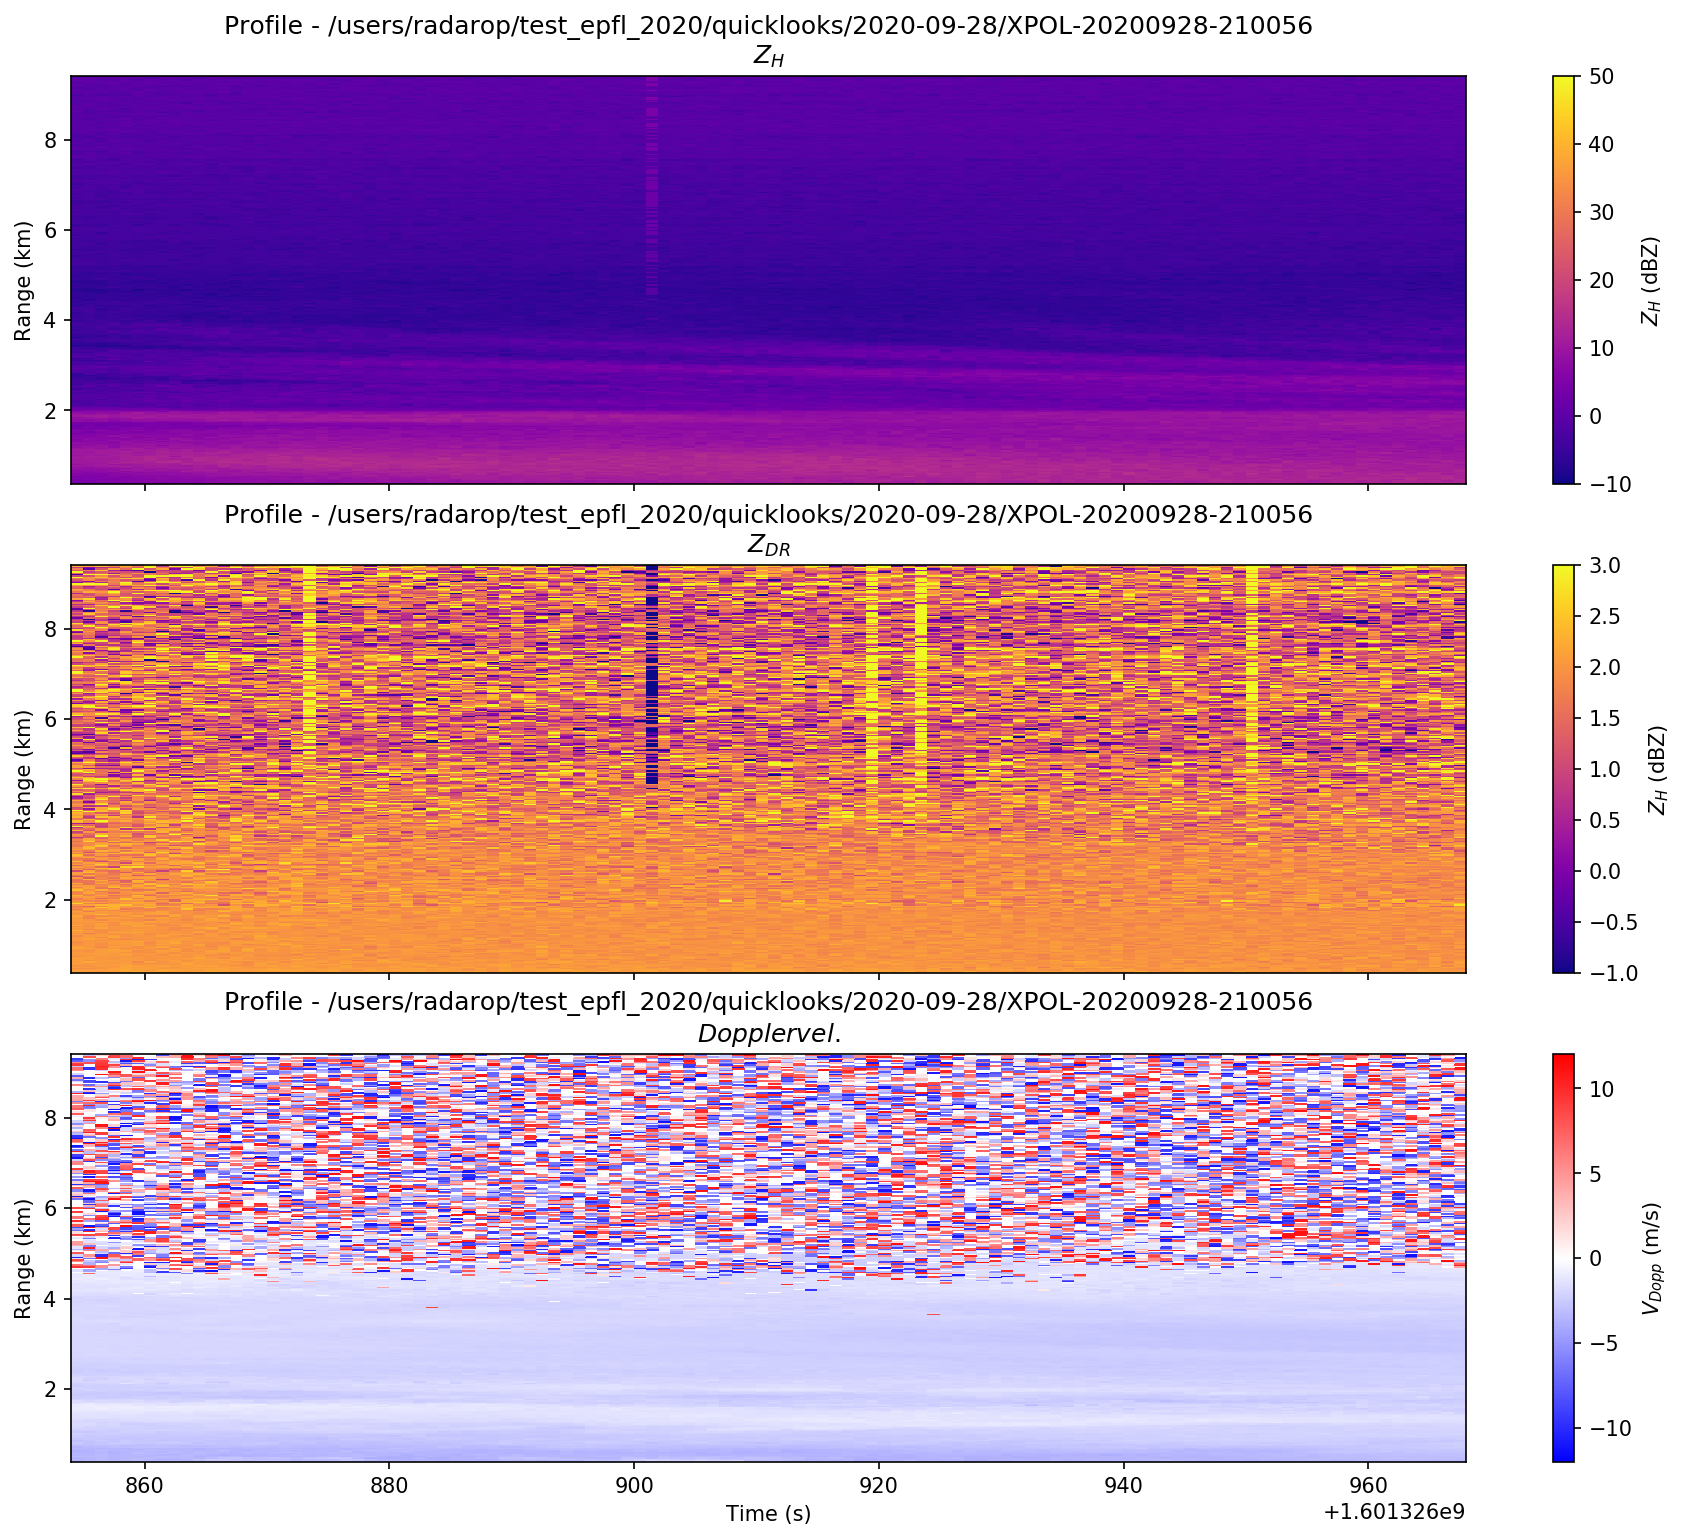 Profile - /users/radarop/test_epfl_2020/quicklooks/2020-09-28/XPOL-20200928-210056
Z_H
Range (km)
8
6
4
2
50
40
30
20
10
0
−10
Z_H (dBZ)
Profile - /users/radarop/test_epfl_2020/quicklooks/2020-09-28/XPOL-20200928-210056
Z_DR
Range (km)
8
6
4
2
3.0
2.5
2.0
1.5
1.0
0.5
0.0
−0.5
−1.0
Z_H (dBZ)
Profile - /users/radarop/test_epfl_2020/quicklooks/2020-09-28/XPOL-20200928-210056
Dopplervel.
Range (km)
8
6
4
2
10
5
0
−5
−10
V_Dopp (m/s)
860 880 900 920 940 960
Time (s)
+1.601326e9